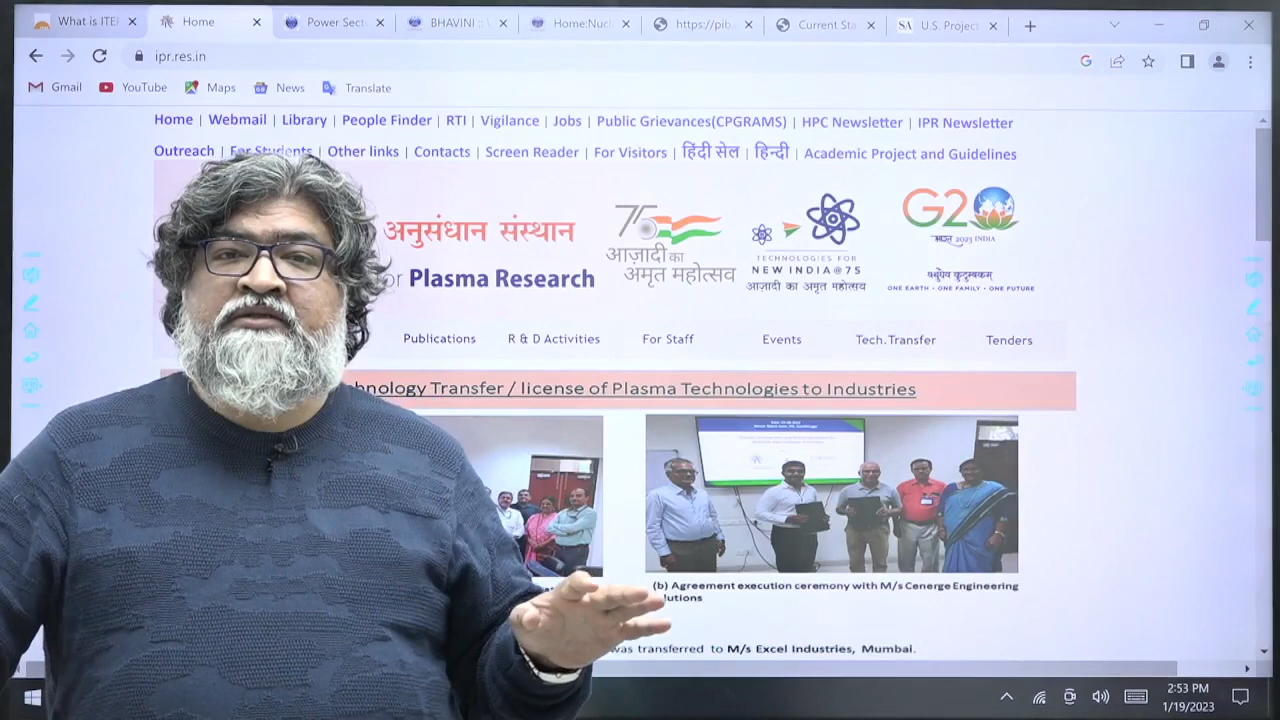 What is ITE
Home
Power Sect
BHAVINI ::
Home:Nucl
https://pib
Current Sta
SA U.S. Project
ipr.res.in
Gmail YouTube Maps News Translate
Home | Webmail | Library | People Finder | RTI | Vigilance | Jobs | Public Grievances(CPGRAMS) | HPC Newsletter | IPR Newsletter
Outreach | For Students | Other links | Contacts | Screen Reader | For Visitors | हिंदी सेल | हिन्दी | Academic Project and Guidelines
अनुसंधान संस्थान
or Plasma Research
75
आज़ादी का
अमृत महोत्सव
TECHNOLOGIES FOR
NEW INDIA@75
आज़ादी का अमृत महोत्सव
G20
भारत 2023 INDIA
वसुधैव कुटुम्बकम्
ONE EARTH • ONE FAMILY • ONE FUTURE
Publications R & D Activities For Staff Events Tech.Transfer Tenders
hnology Transfer / license of Plasma Technologies to Industries
(b) Agreement execution ceremony with M/s Cenerge Engineering
lutions
was transferred to M/s Excel Industries, Mumbai.
2:53 PM
1/19/2023